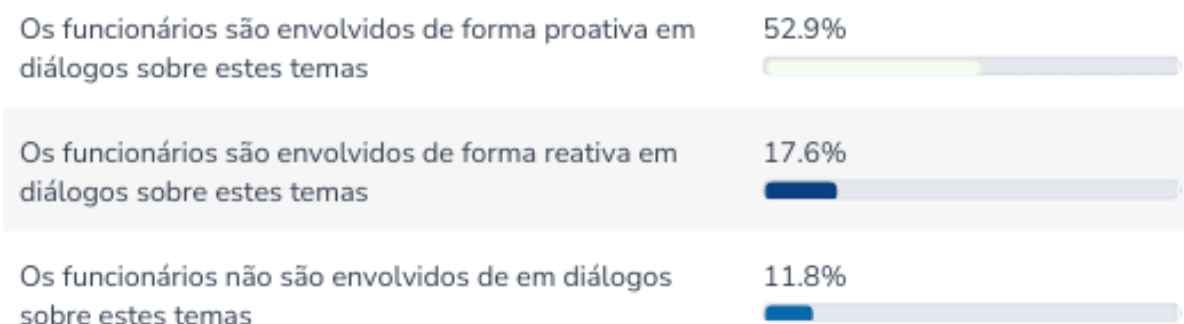 Os funcionários são envolvidos de forma proativa em
diálogos sobre estes temas
52.9%
Os funcionários são envolvidos de forma reativa em
diálogos sobre estes temas
17.6%
Os funcionários não são envolvidos de em diálogos
sobre estes temas
11.8%